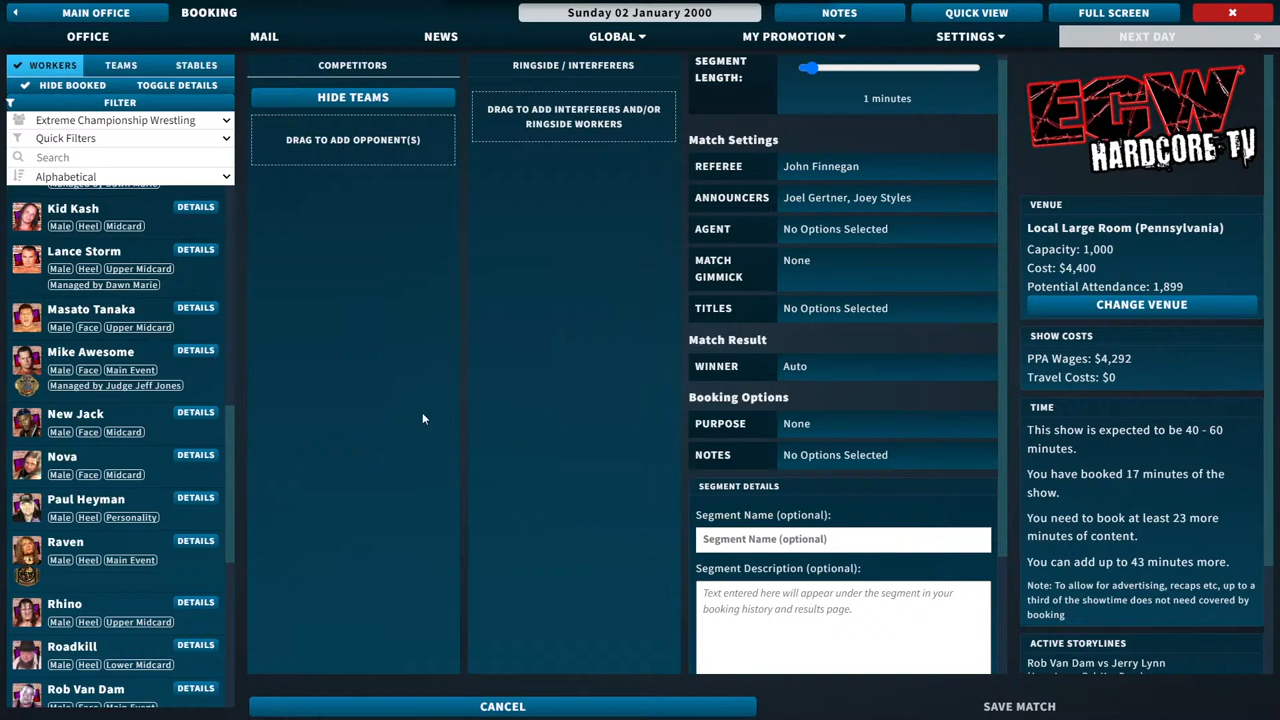 MAIN OFFICE
BOOKING
Sunday 02 January 2000
NOTES
QUICK VIEW
FULL SCREEN
OFFICE
MAIL
NEWS
GLOBAL
MY PROMOTION
SETTINGS
NEXT DAY
WORKERS
TEAMS
STABLES
HIDE BOOKED
TOGGLE DETAILS
FILTER
Extreme Championship Wrestling
Quick Filters
Search
Alphabetical
Managed by Dawn Marie
Kid Kash
DETAILS
Male Heel Midcard
Lance Storm
DETAILS
Male Heel Upper Midcard
Managed by Dawn Marie
Masato Tanaka
DETAILS
Male Face Upper Midcard
Mike Awesome
DETAILS
Male Face Main Event
Managed by Judge Jeff Jones
New Jack
DETAILS
Male Face Midcard
Nova
DETAILS
Male Face Midcard
Paul Heyman
DETAILS
Male Heel Personality
Raven
DETAILS
Male Heel Main Event
Rhino
DETAILS
Male Heel Upper Midcard
Roadkill
DETAILS
Male Heel Lower Midcard
Rob Van Dam
DETAILS
Male Face Main Event
COMPETITORS
HIDE TEAMS
DRAG TO ADD OPPONENT(S)
RINGSIDE / INTERFERERS
DRAG TO ADD INTERFERERS AND/OR
RINGSIDE WORKERS
SEGMENT
LENGTH:
1 minutes
Match Settings
REFEREE
John Finnegan
ANNOUNCERS
Joel Gertner, Joey Styles
AGENT
No Options Selected
MATCH
GIMMICK
None
TITLES
No Options Selected
Match Result
WINNER
Auto
Booking Options
PURPOSE
None
NOTES
No Options Selected
SEGMENT DETAILS
Segment Name (optional):
Segment Name (optional)
Segment Description (optional):
Text entered here will appear under the segment in your
booking history and results page.
CANCEL
SAVE MATCH
ECW
HARDCORE TV
VENUE
Local Large Room (Pennsylvania)
Capacity: 1,000
Cost: $4,400
Potential Attendance: 1,899
CHANGE VENUE
SHOW COSTS
PPA Wages: $4,292
Travel Costs: $0
TIME
This show is expected to be 40 - 60
minutes.
You have booked 17 minutes of the
show.
You need to book at least 23 more
minutes of content.
You can add up to 43 minutes more.
Note: To allow for advertising, recaps etc, up to a
third of the showtime does not need covered by
booking
ACTIVE STORYLINES
Rob Van Dam vs Jerry Lynn